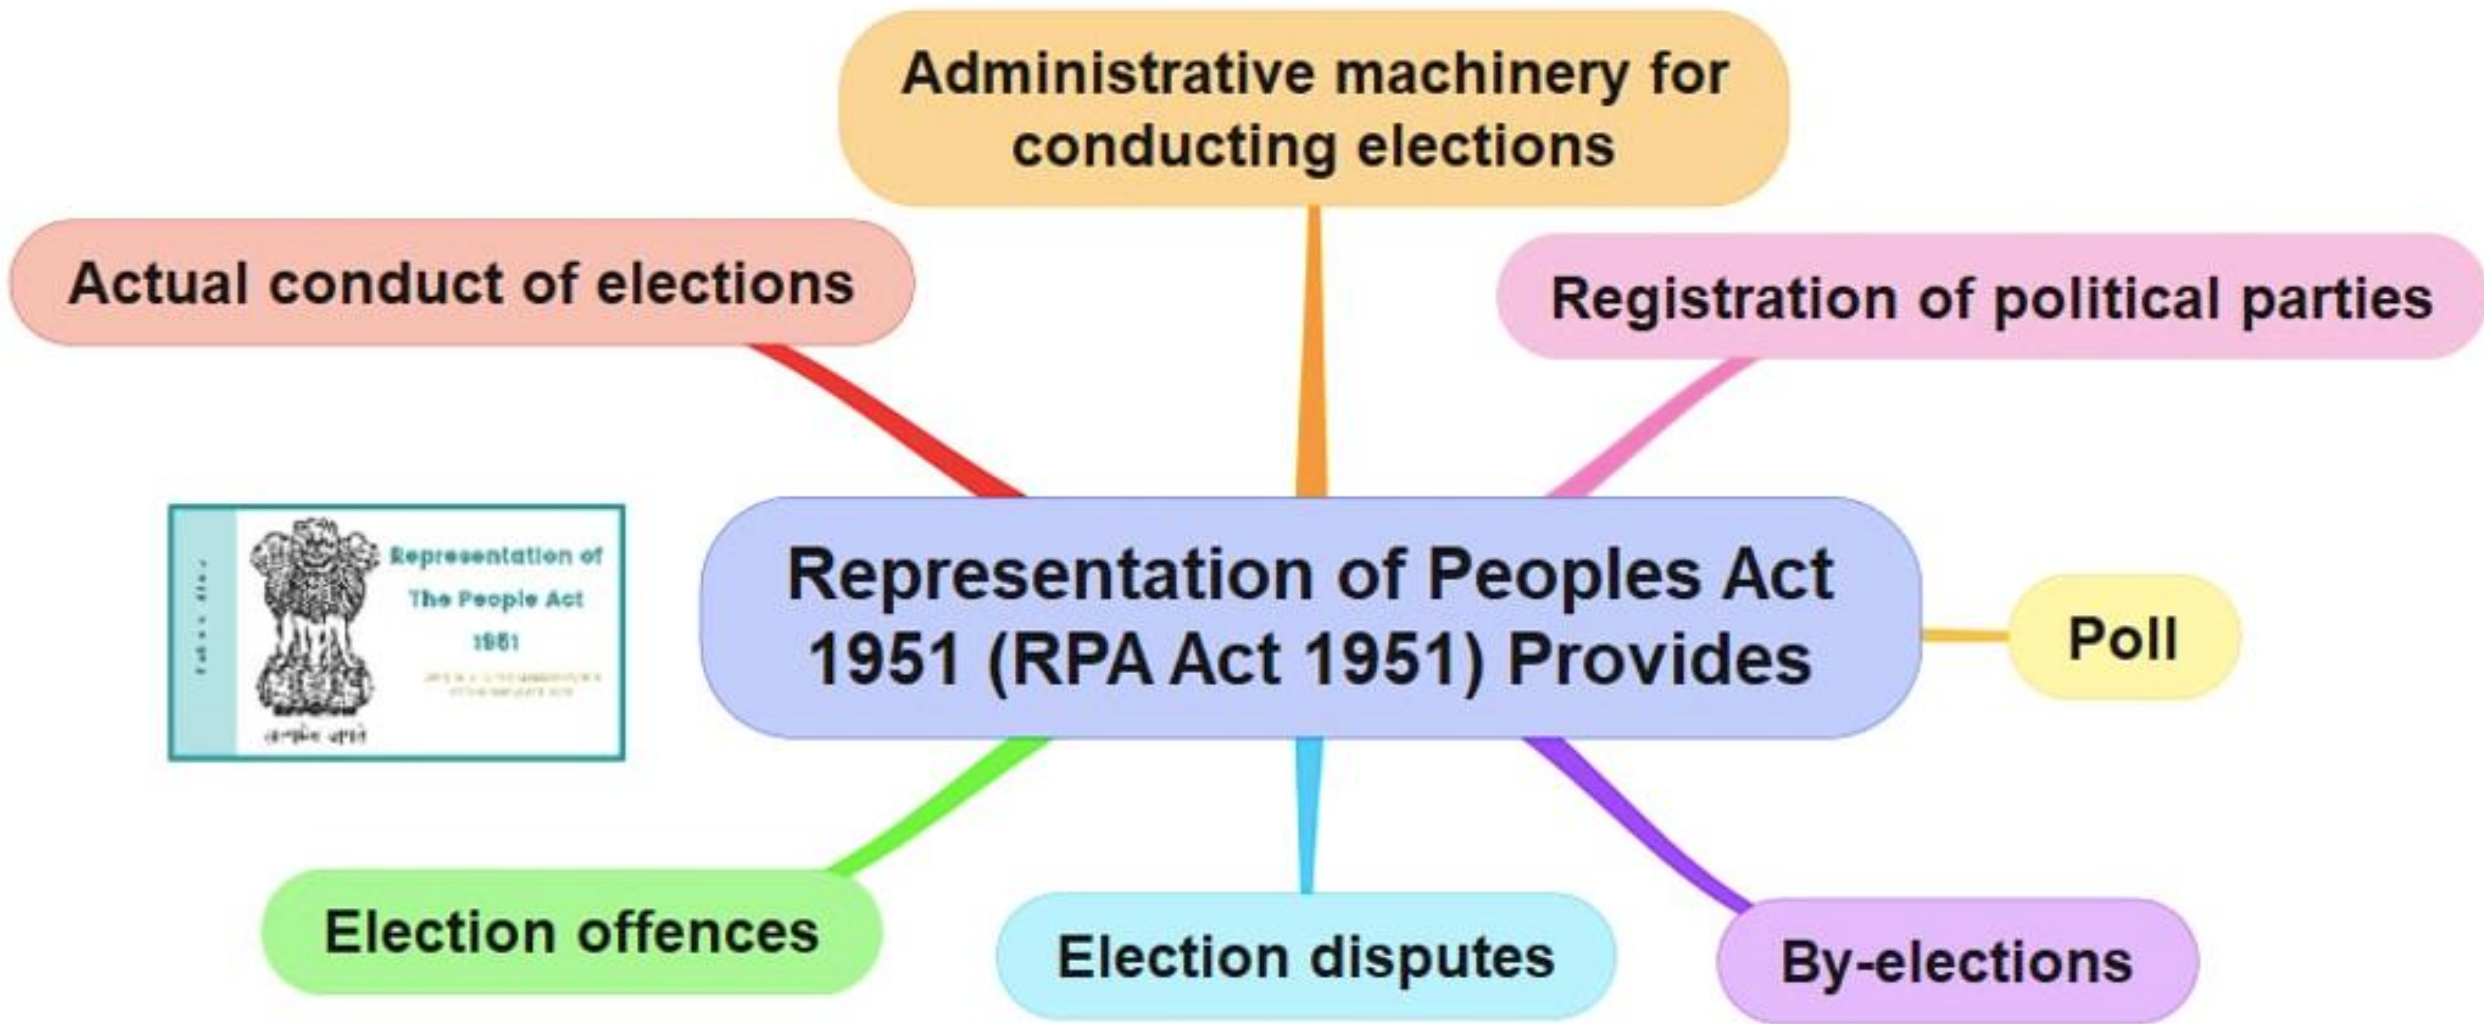 Administrative machinery for
conducting elections
Actual conduct of elections
Registration of political parties
Representation of
The People Act
1951
Representation of Peoples Act
1951 (RPA Act 1951) Provides
Poll
Election offences
Election disputes
By-elections